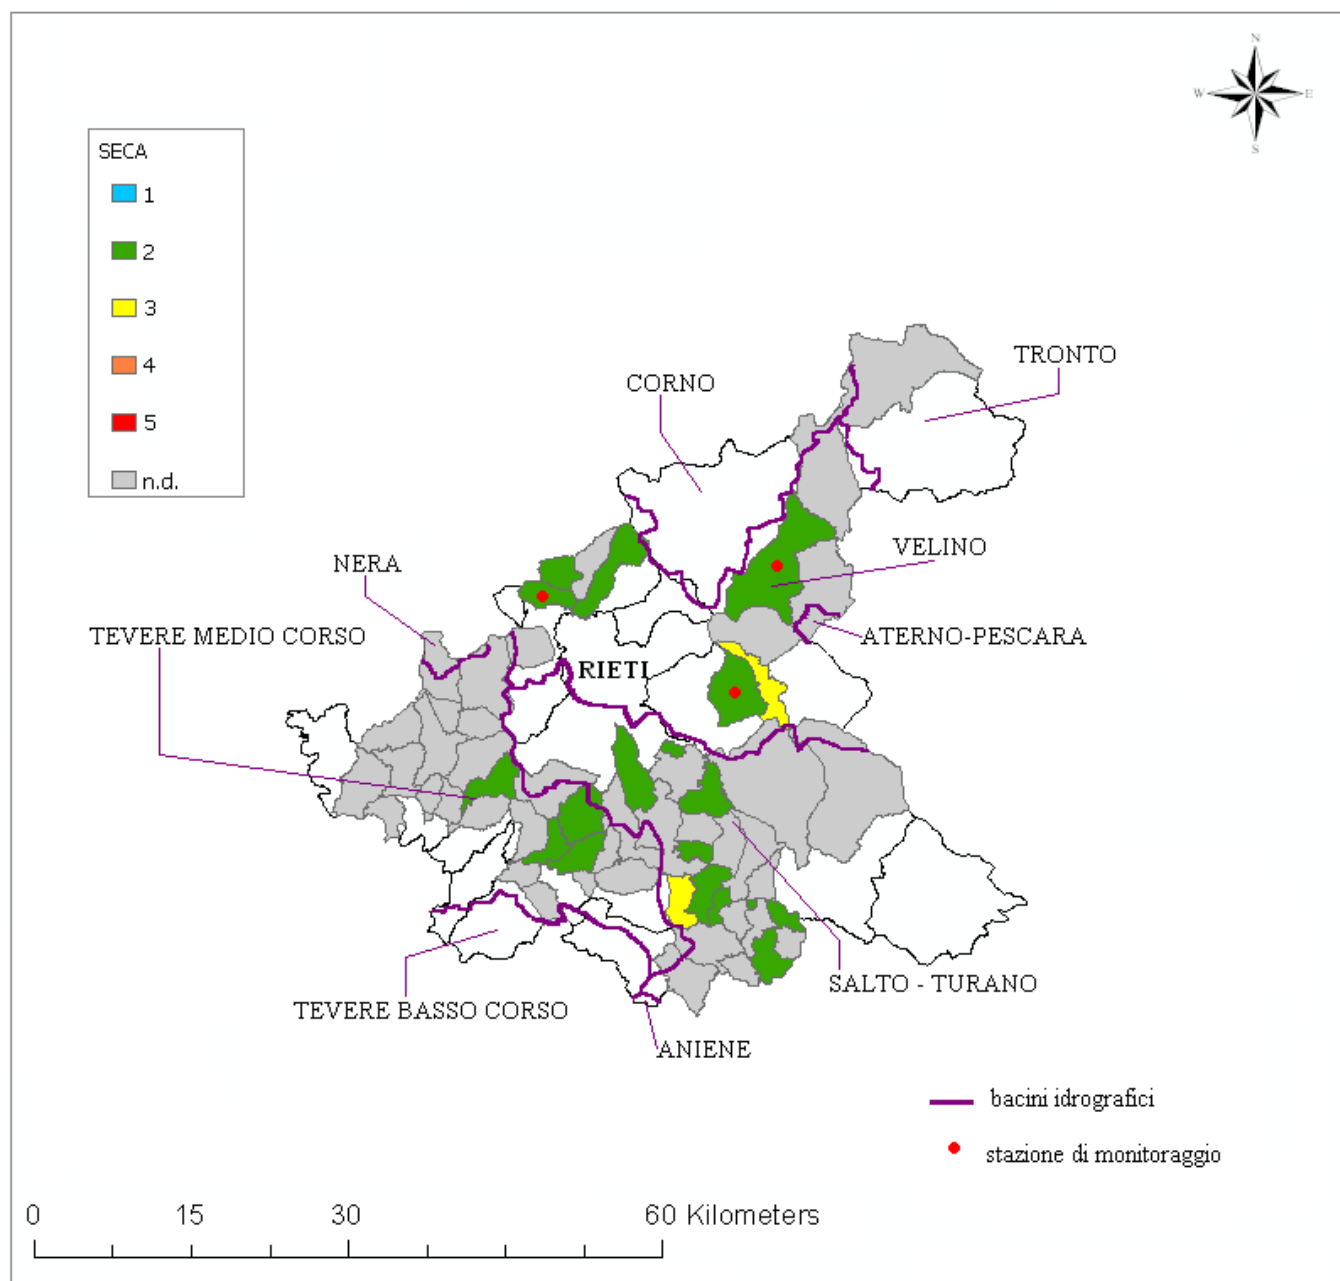 N
W E
S
SECA
1
2
3
4
5
n.d.
TRONTO
CORNO
VELINO
NERA
TEVERE MEDIO CORSO
ATERNO-PESCARA
RIETI
SALTO - TURANO
TEVERE BASSO CORSO
ANIENE
bacini idrografici
stazione di monitoraggio
0 15 30 60 Kilometers